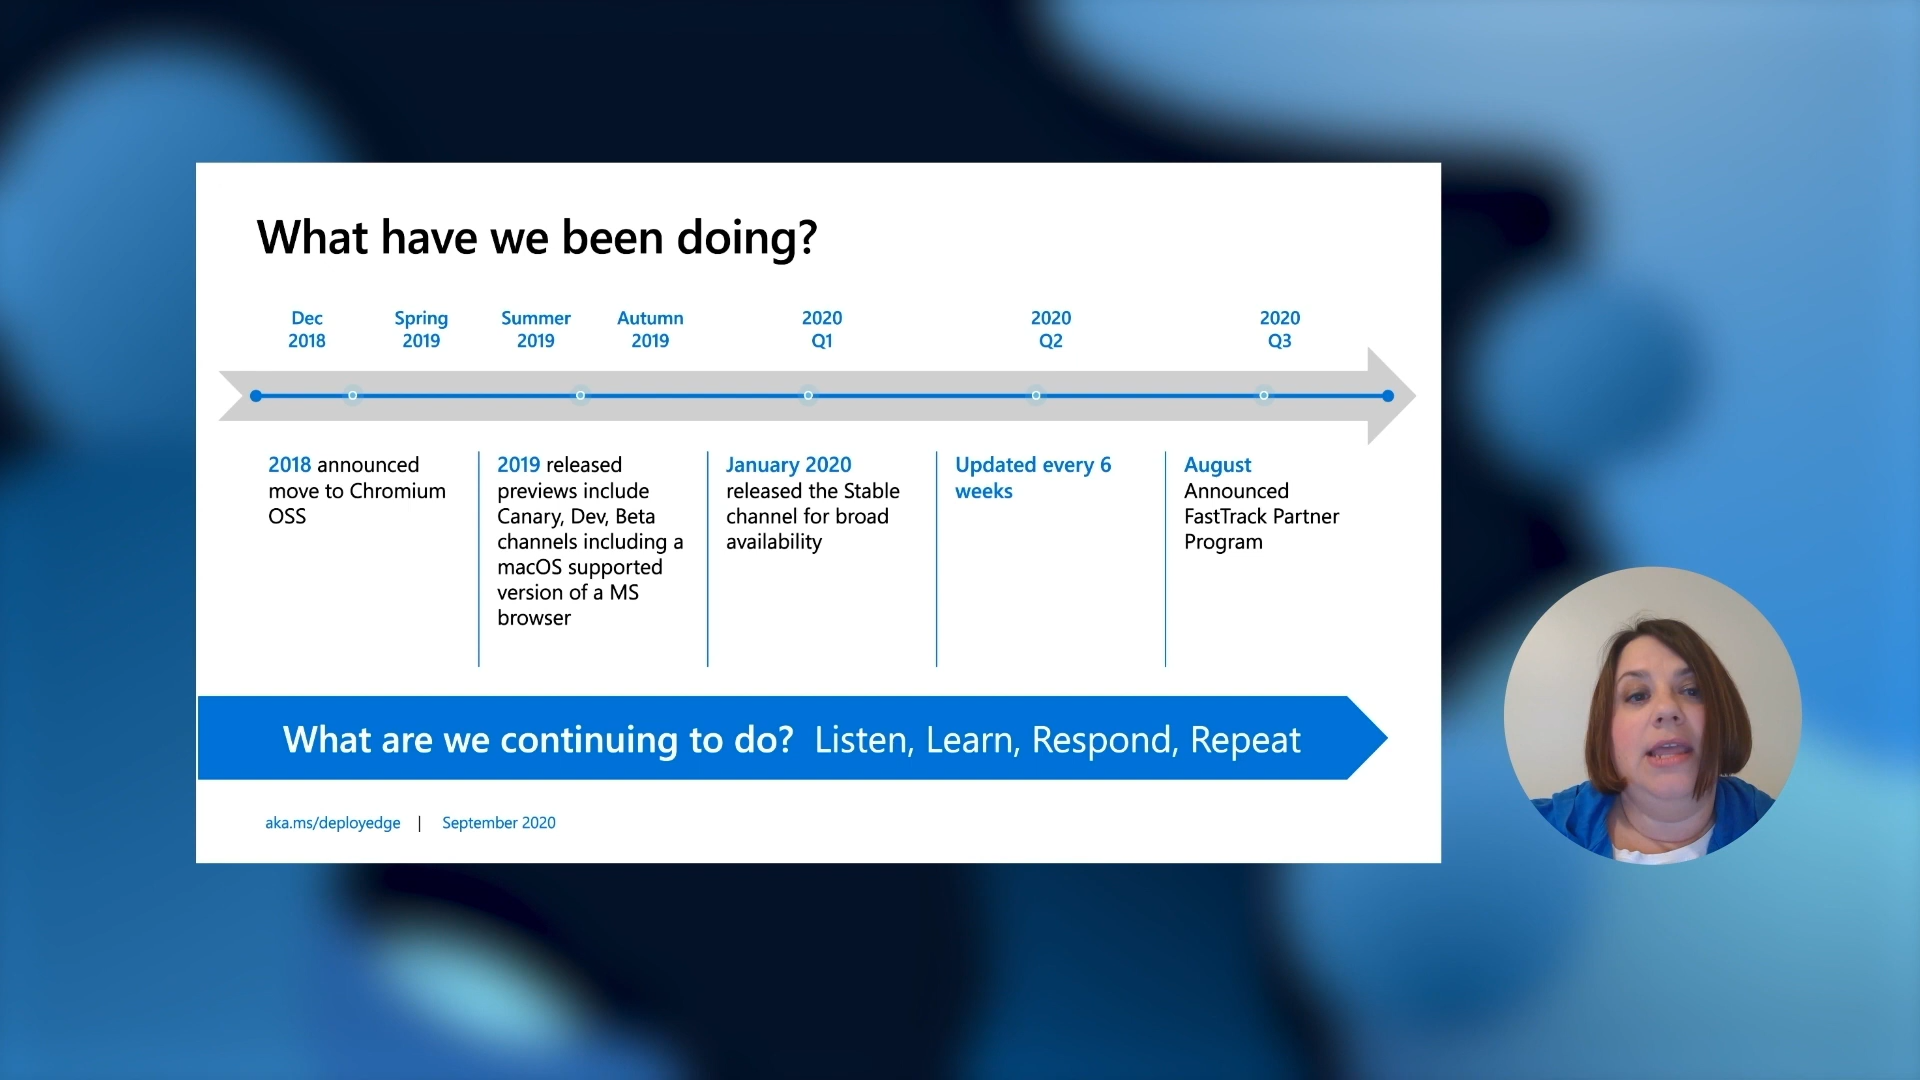 What have we been doing?
Dec
2018
Spring
2019
Summer
2019
Autumn
2019
2020
Q1
2020
Q2
2020
Q3
2018 announced
move to Chromium
OSS
2019 released
previews include
Canary, Dev, Beta
channels including a
macOS supported
version of a MS
browser
January 2020
released the Stable
channel for broad
availability
Updated every 6
weeks
August
Announced
FastTrack Partner
Program
What are we continuing to do? Listen, Learn, Respond, Repeat
aka.ms/deployedge | September 2020